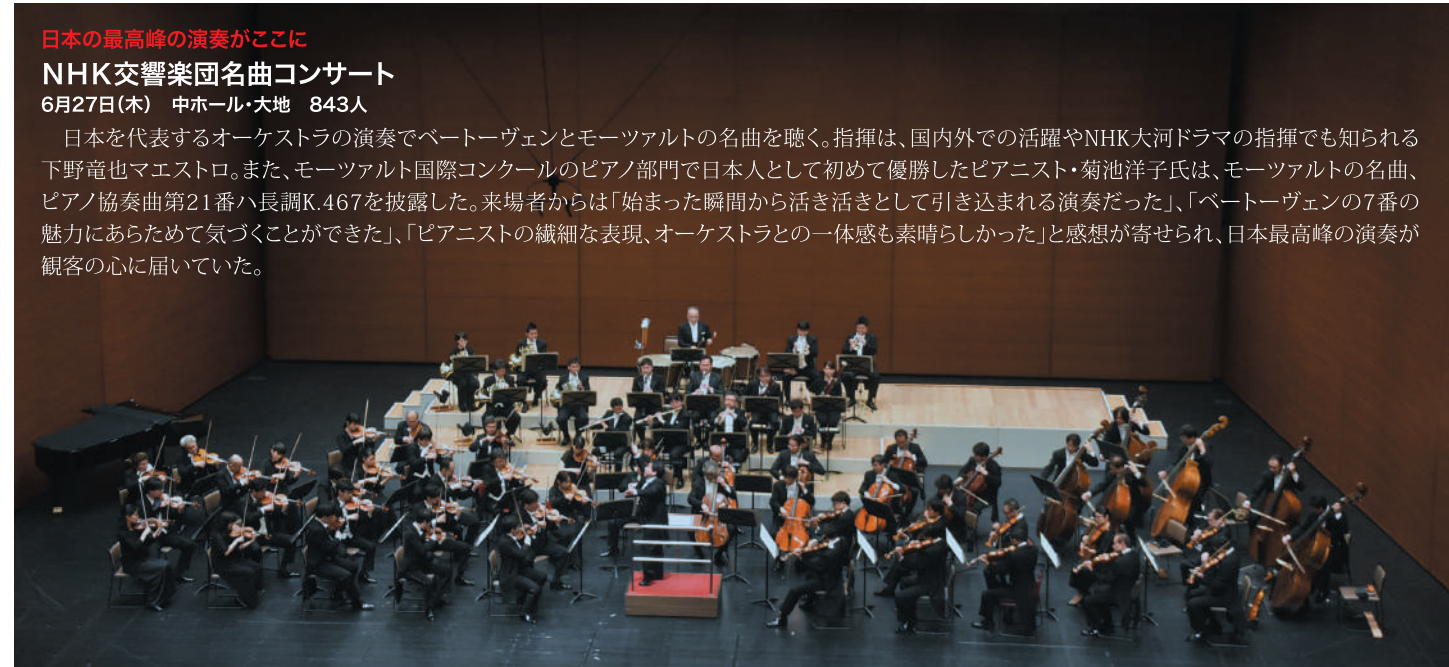 日本の最高峰の演奏がここに
NHK交響楽団名曲コンサート
6月27日(木)　中ホール・大地　843人
　日本を代表するオーケストラの演奏でベートーヴェンとモーツァルトの名曲を聴く。指揮は、国内外での活躍やNHK大河ドラマの指揮でも知られる
下野竜也マエストロ。また、モーツァルト国際コンクールのピアノ部門で日本人として初めて優勝したピアニスト・菊池洋子氏は、モーツァルトの名曲、
ピアノ協奏曲第21番ハ長調K.467を披露した。来場者からは「始まった瞬間から活き活きとして引き込まれる演奏だった」、「ベートーヴェンの7番の
魅力にあらためて気づくことができた」、「ピアニストの繊細な表現、オーケストラとの一体感も素晴らしかった」と感想が寄せられ、日本最高峰の演奏が
観客の心に届いていた。